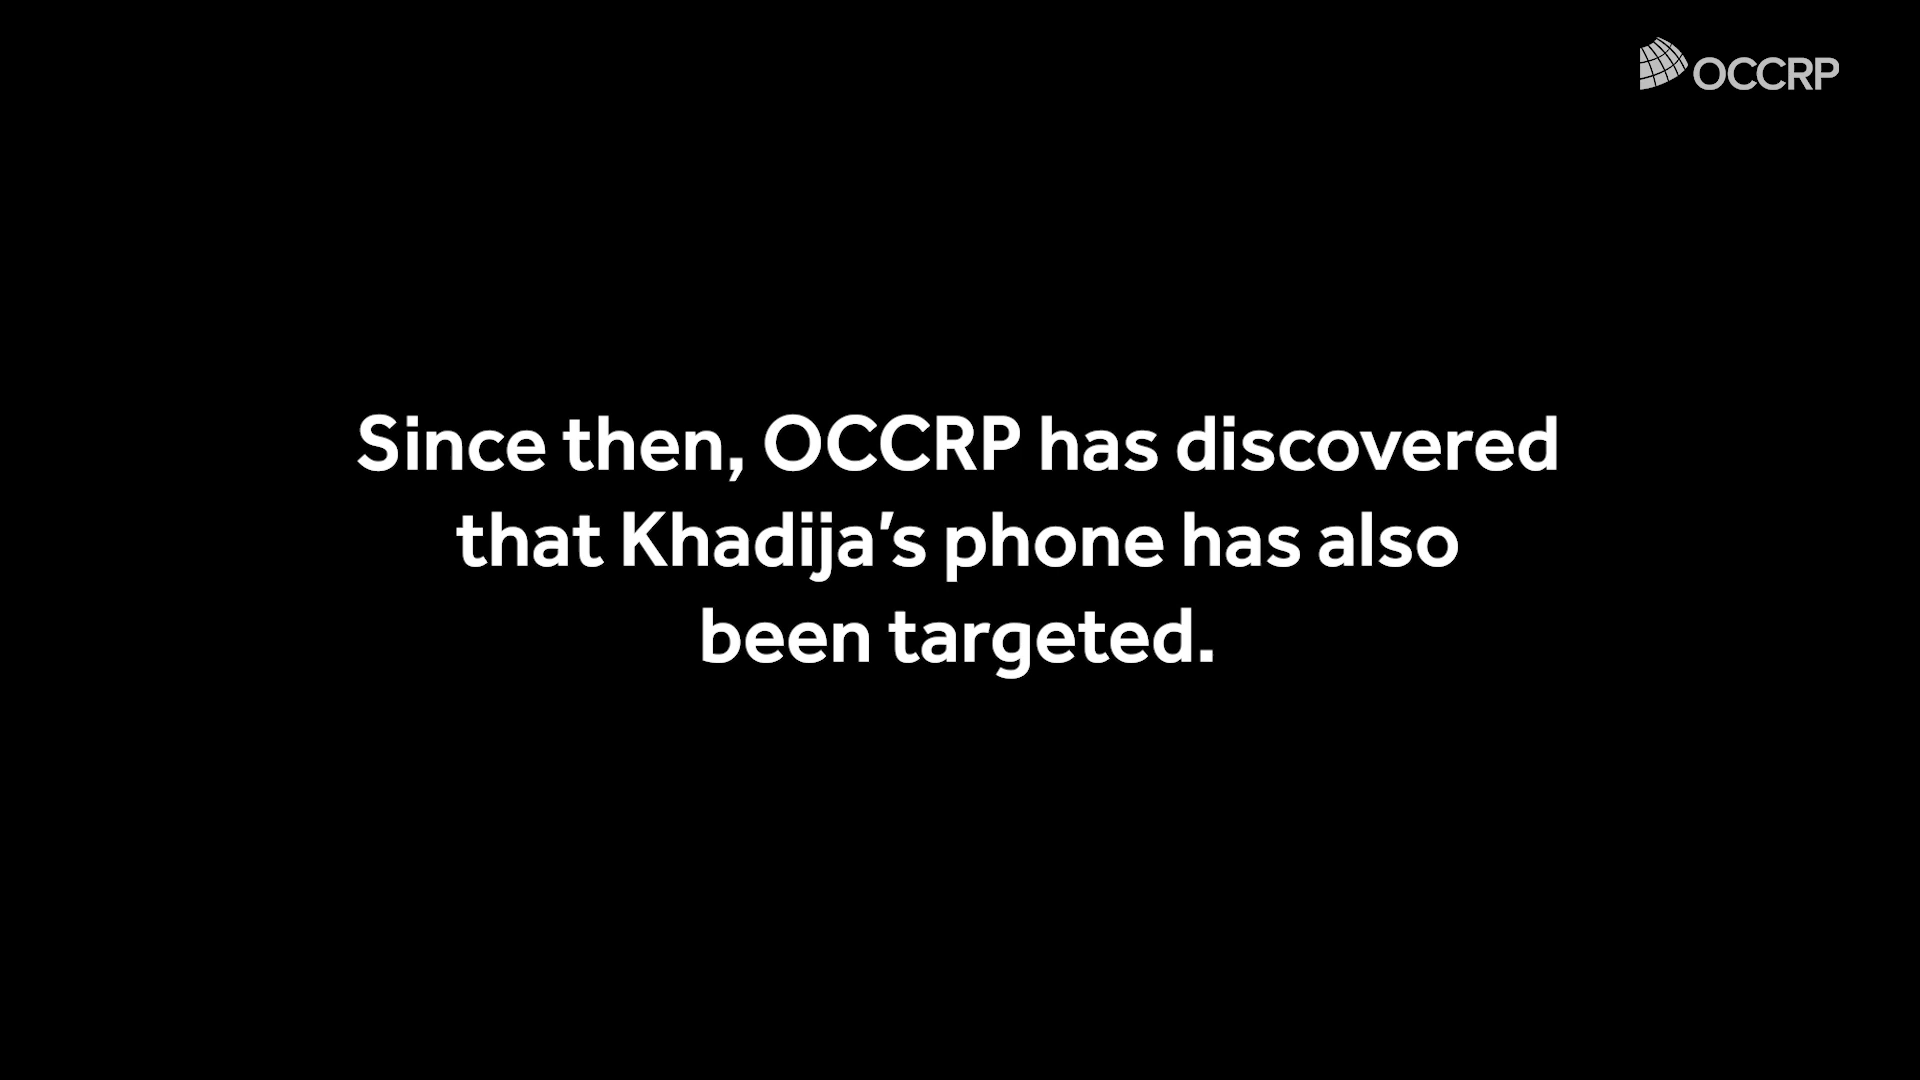 OCCRP
Since then, OCCRP has discovered
that Khadija’s phone has also
been targeted.